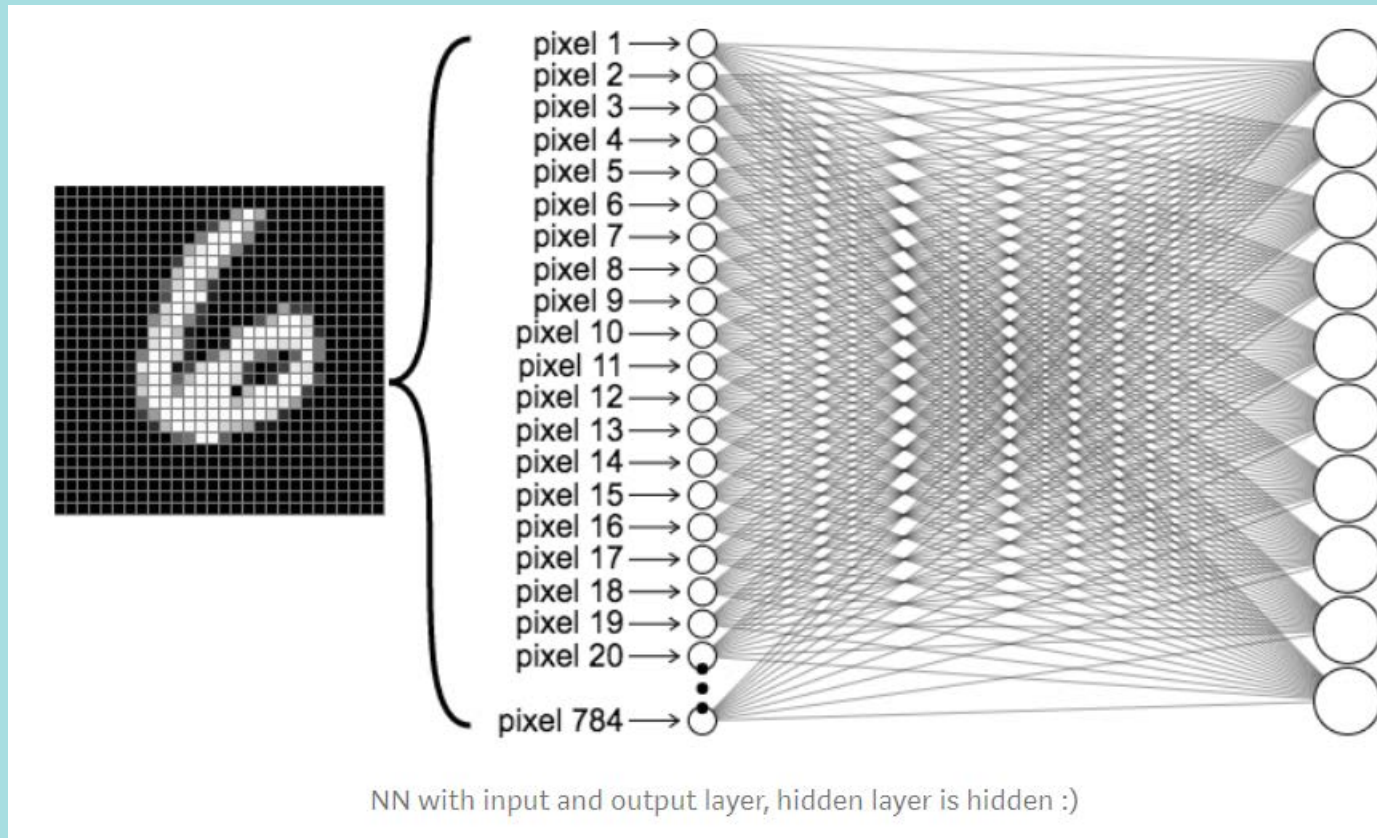 pixel 1
pixel 2
pixel 3
pixel 4
pixel 5
pixel 6
pixel 7
pixel 8
pixel 9
pixel 10
pixel 11
pixel 12
pixel 13
pixel 14
pixel 15
pixel 16
pixel 17
pixel 18
pixel 19
pixel 20
pixel 784
NN with input and output layer, hidden layer is hidden :)